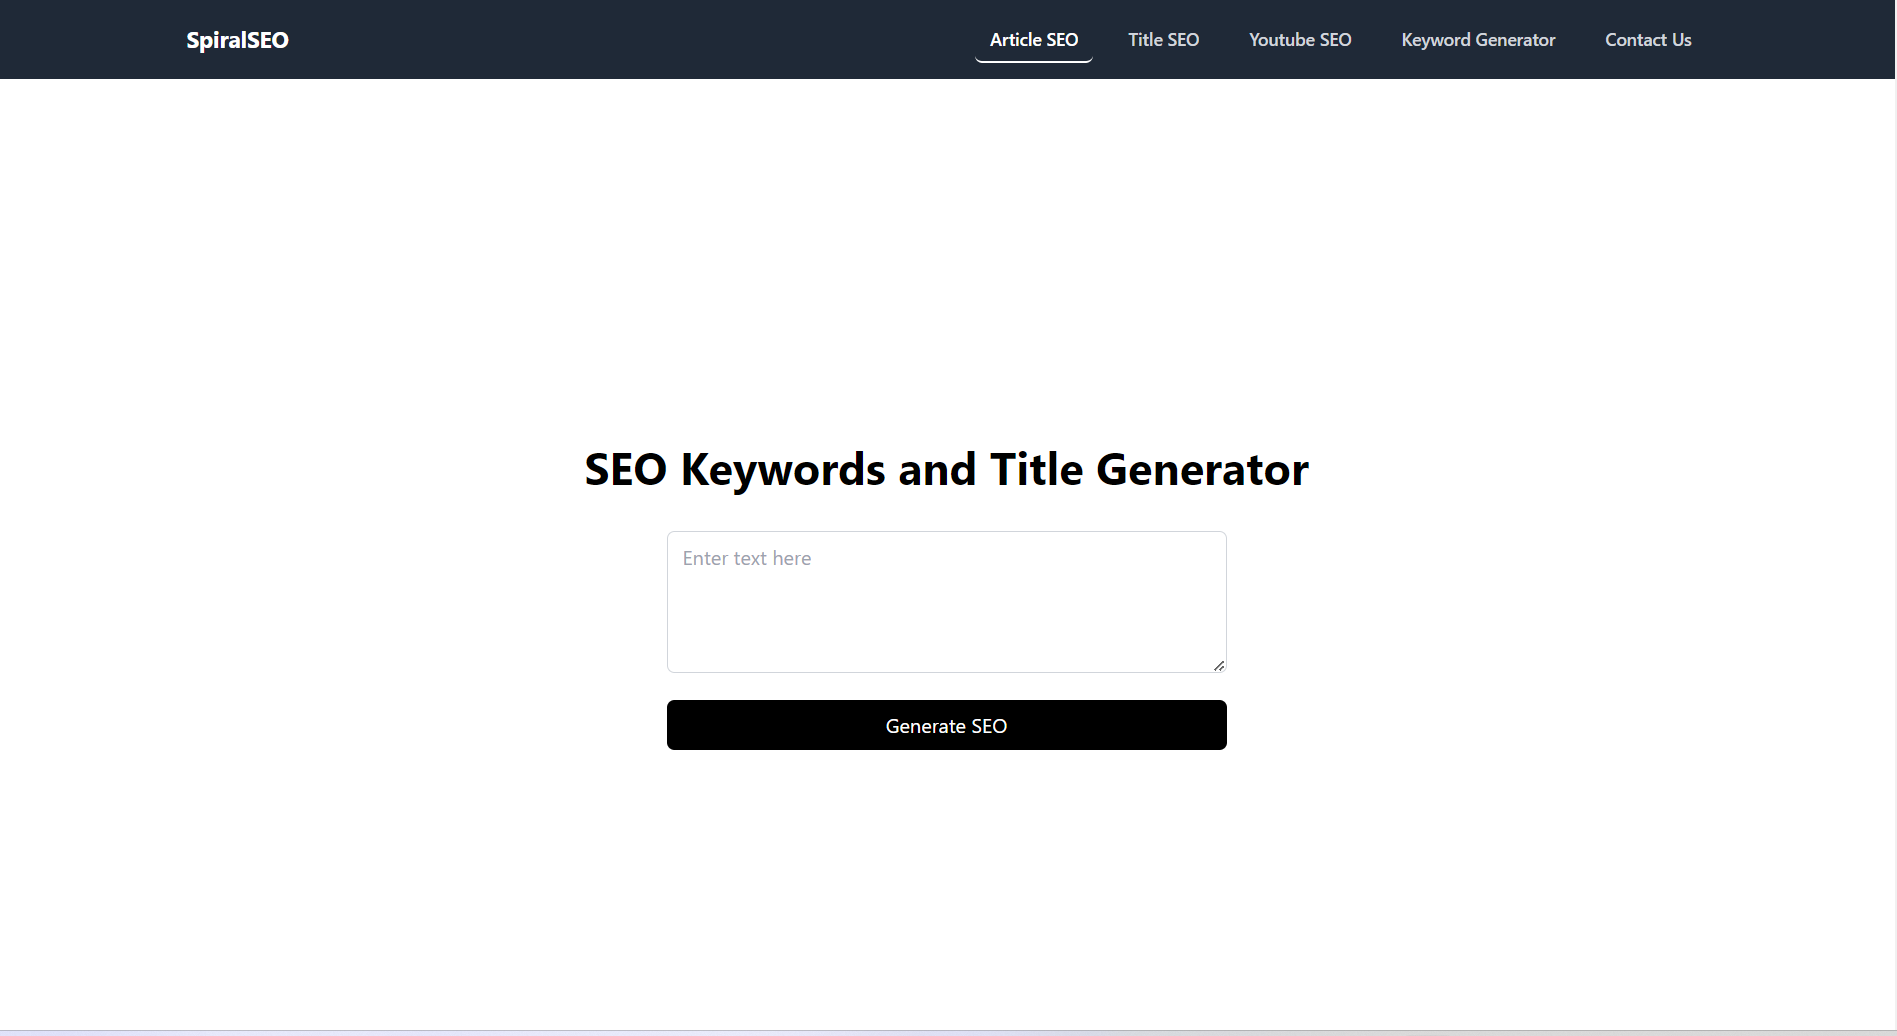 SpiralSEO
Article SEO
Title SEO
Youtube SEO
Keyword Generator
Contact Us
SEO Keywords and Title Generator
Enter text here
Generate SEO